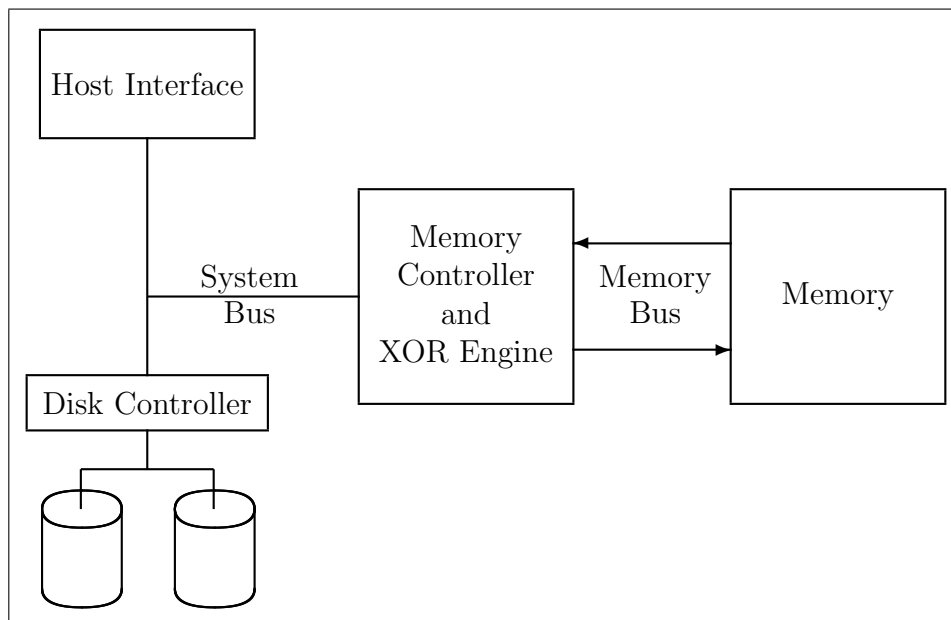 Host Interface
System
Bus
Memory
Controller
and
XOR Engine
Memory
Bus
Memory
Disk Controller